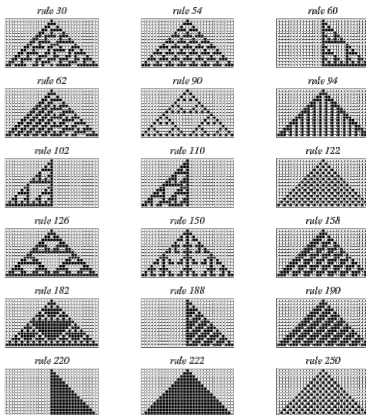 rule 30 rule 54 rule 60
rule 62 rule 90 rule 94
rule 102 rule 110 rule 122
rule 126 rule 150 rule 158
rule 182 rule 188 rule 190
rule 220 rule 222 rule 250